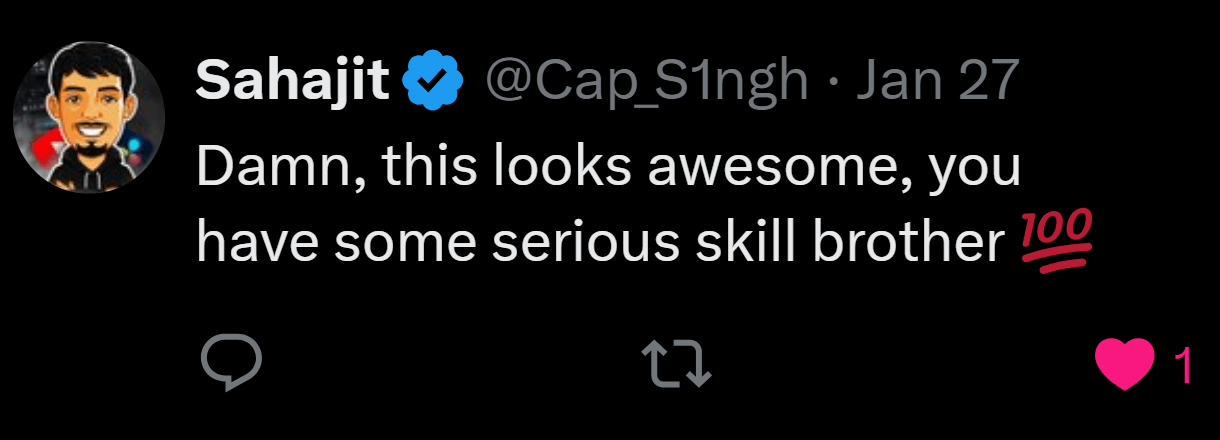 Sahajit @Cap_S1ngh · Jan 27
Damn, this looks awesome, you
have some serious skill brother 💯
1